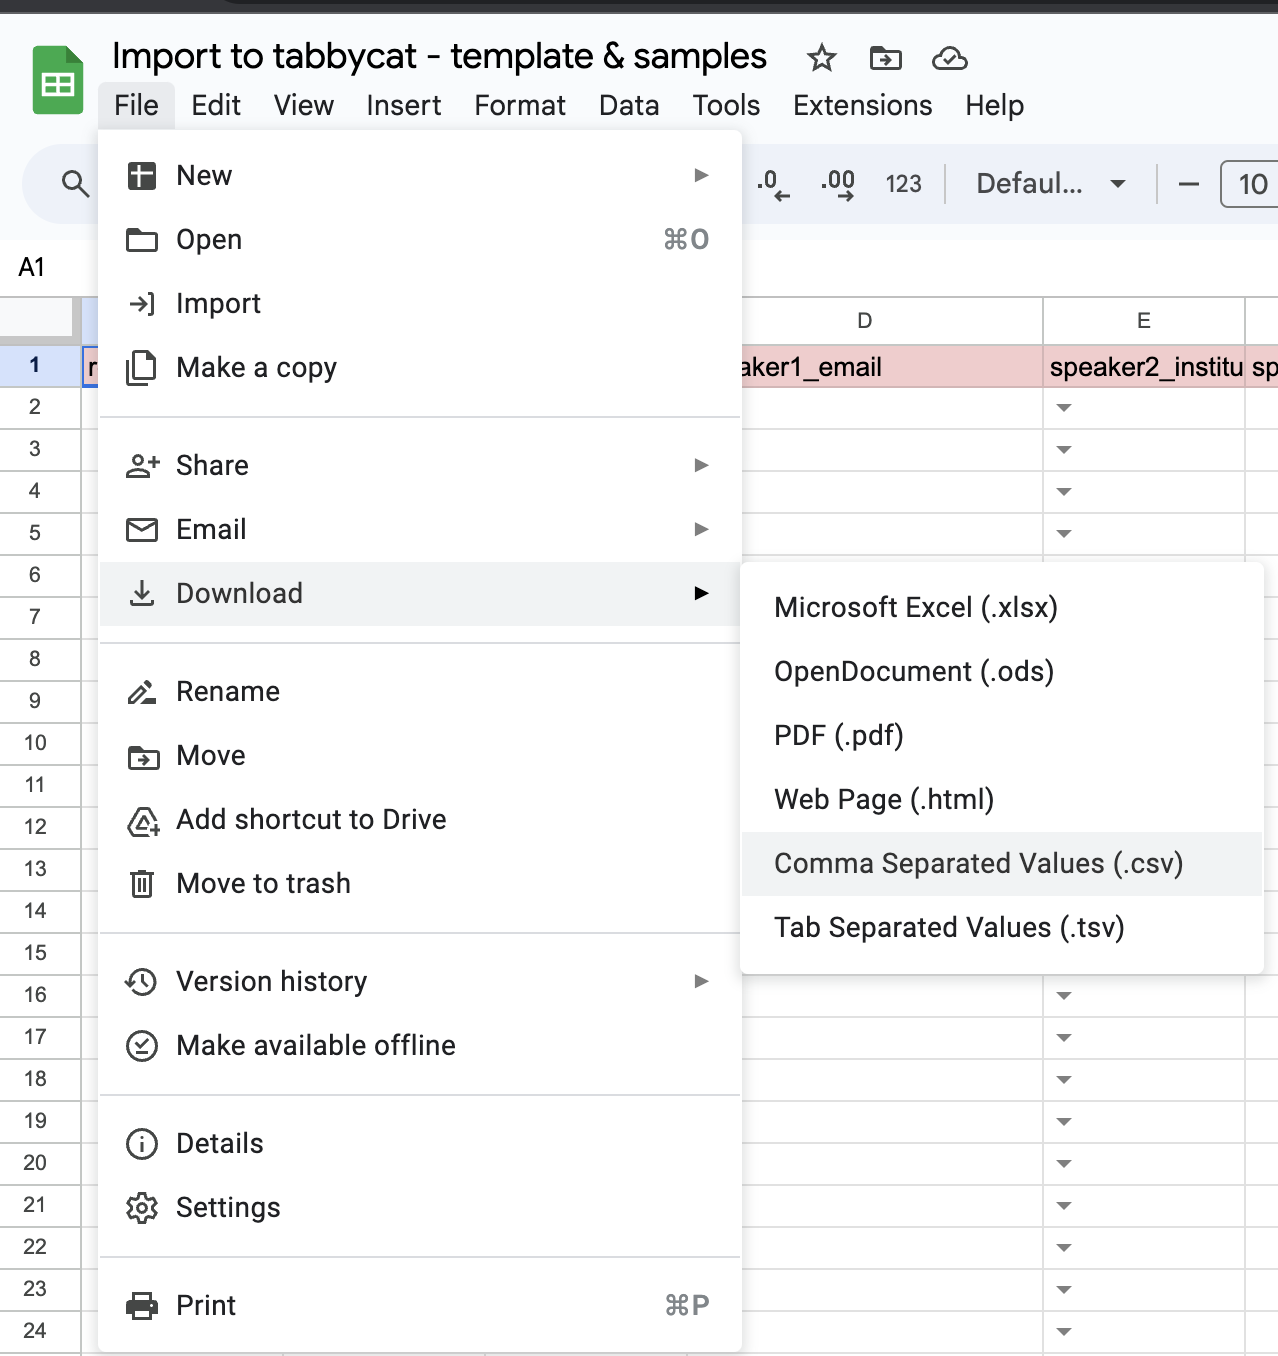 Import to tabbycat - template & samples
File Edit View Insert Format Data Tools Extensions Help
.0 .00 123 Defaul... 10
A1
D E
1 aker1_email speaker2_institu sp
2
3
4
5
6
7
8
9
10
11
12
13
14
15
16
17
18
19
20
21
22
23
24
New
Open ⌘O
Import
Make a copy
Share
Email
Download
Rename
Move
Add shortcut to Drive
Move to trash
Version history
Make available offline
Details
Settings
Print ⌘P
Microsoft Excel (.xlsx)
OpenDocument (.ods)
PDF (.pdf)
Web Page (.html)
Comma Separated Values (.csv)
Tab Separated Values (.tsv)